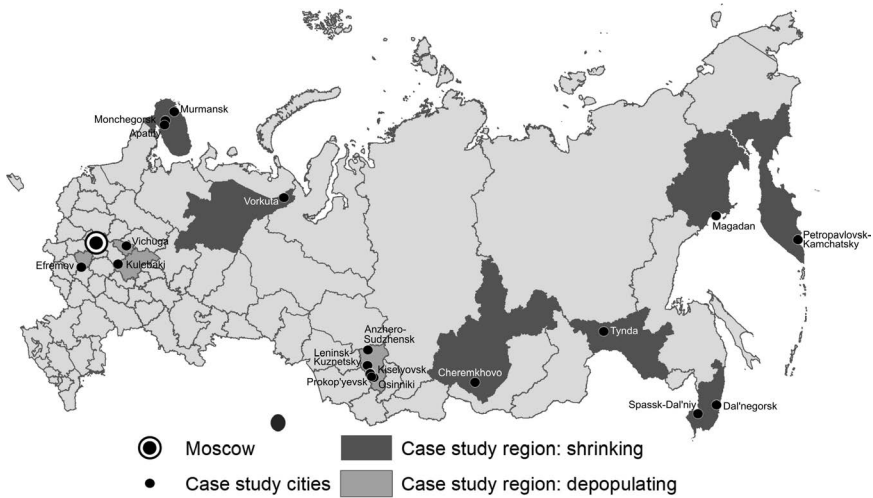 Murmansk
Monchegorsk
Apatity
Vorkuta
Vichuga
Efremov
Kulebaki
Magadan
Petropavlovsk-
Kamchatsky
Anzhero-
Sudzhensk
Leninsk-
Kuznetsky
Kiselyovsk
Prokop'yevsk
Osinniki
Cheremkhovo
Tynda
Spassk-Dal'niy
Dal'negorsk
Moscow
Case study region: shrinking
Case study cities
Case study region: depopulating